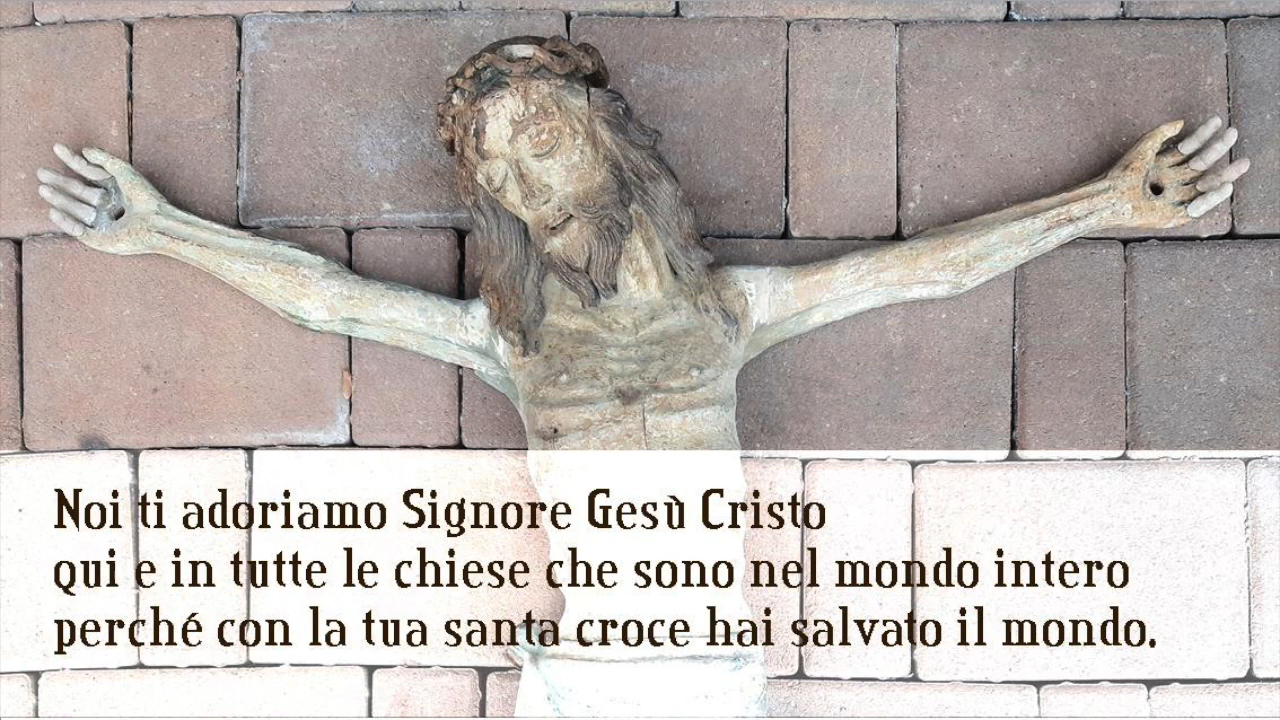 Noi ti adoriamo Signore Gesù Cristo
qui e in tutte le chiese che sono nel mondo intero
perché con la tua santa croce hai salvato il mondo.